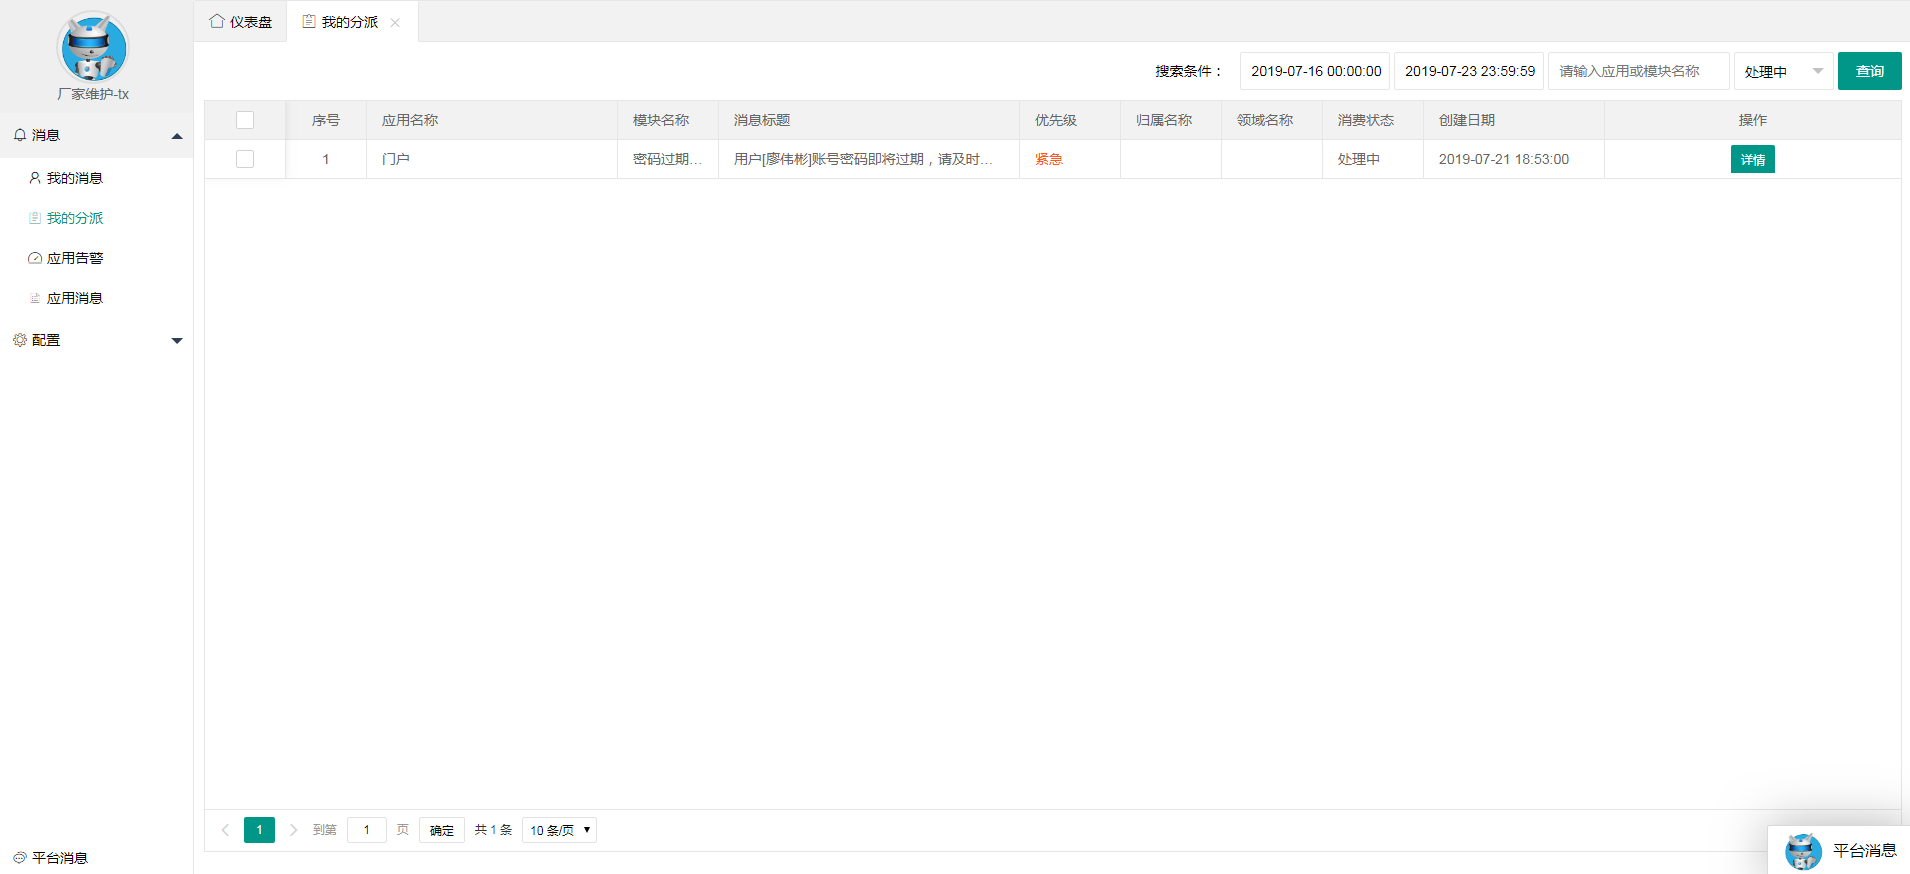 仪表盘
我的分派
厂家维护-tx
消息
我的消息
我的分派
应用告警
应用消息
配置
平台消息
搜索条件：
2019-07-16 00:00:00
2019-07-23 23:59:59
请输入应用或模块名称
处理中
查询
序号 应用名称 模块名称 消息标题 优先级 归属名称 领域名称 消费状态 创建日期 操作
1 门户 密码过期... 用户[廖伟彬]账号密码即将过期，请及时... 紧急 处理中 2019-07-21 18:53:00 详情
1 到第 1 页 确定 共 1 条 10 条/页
平台消息